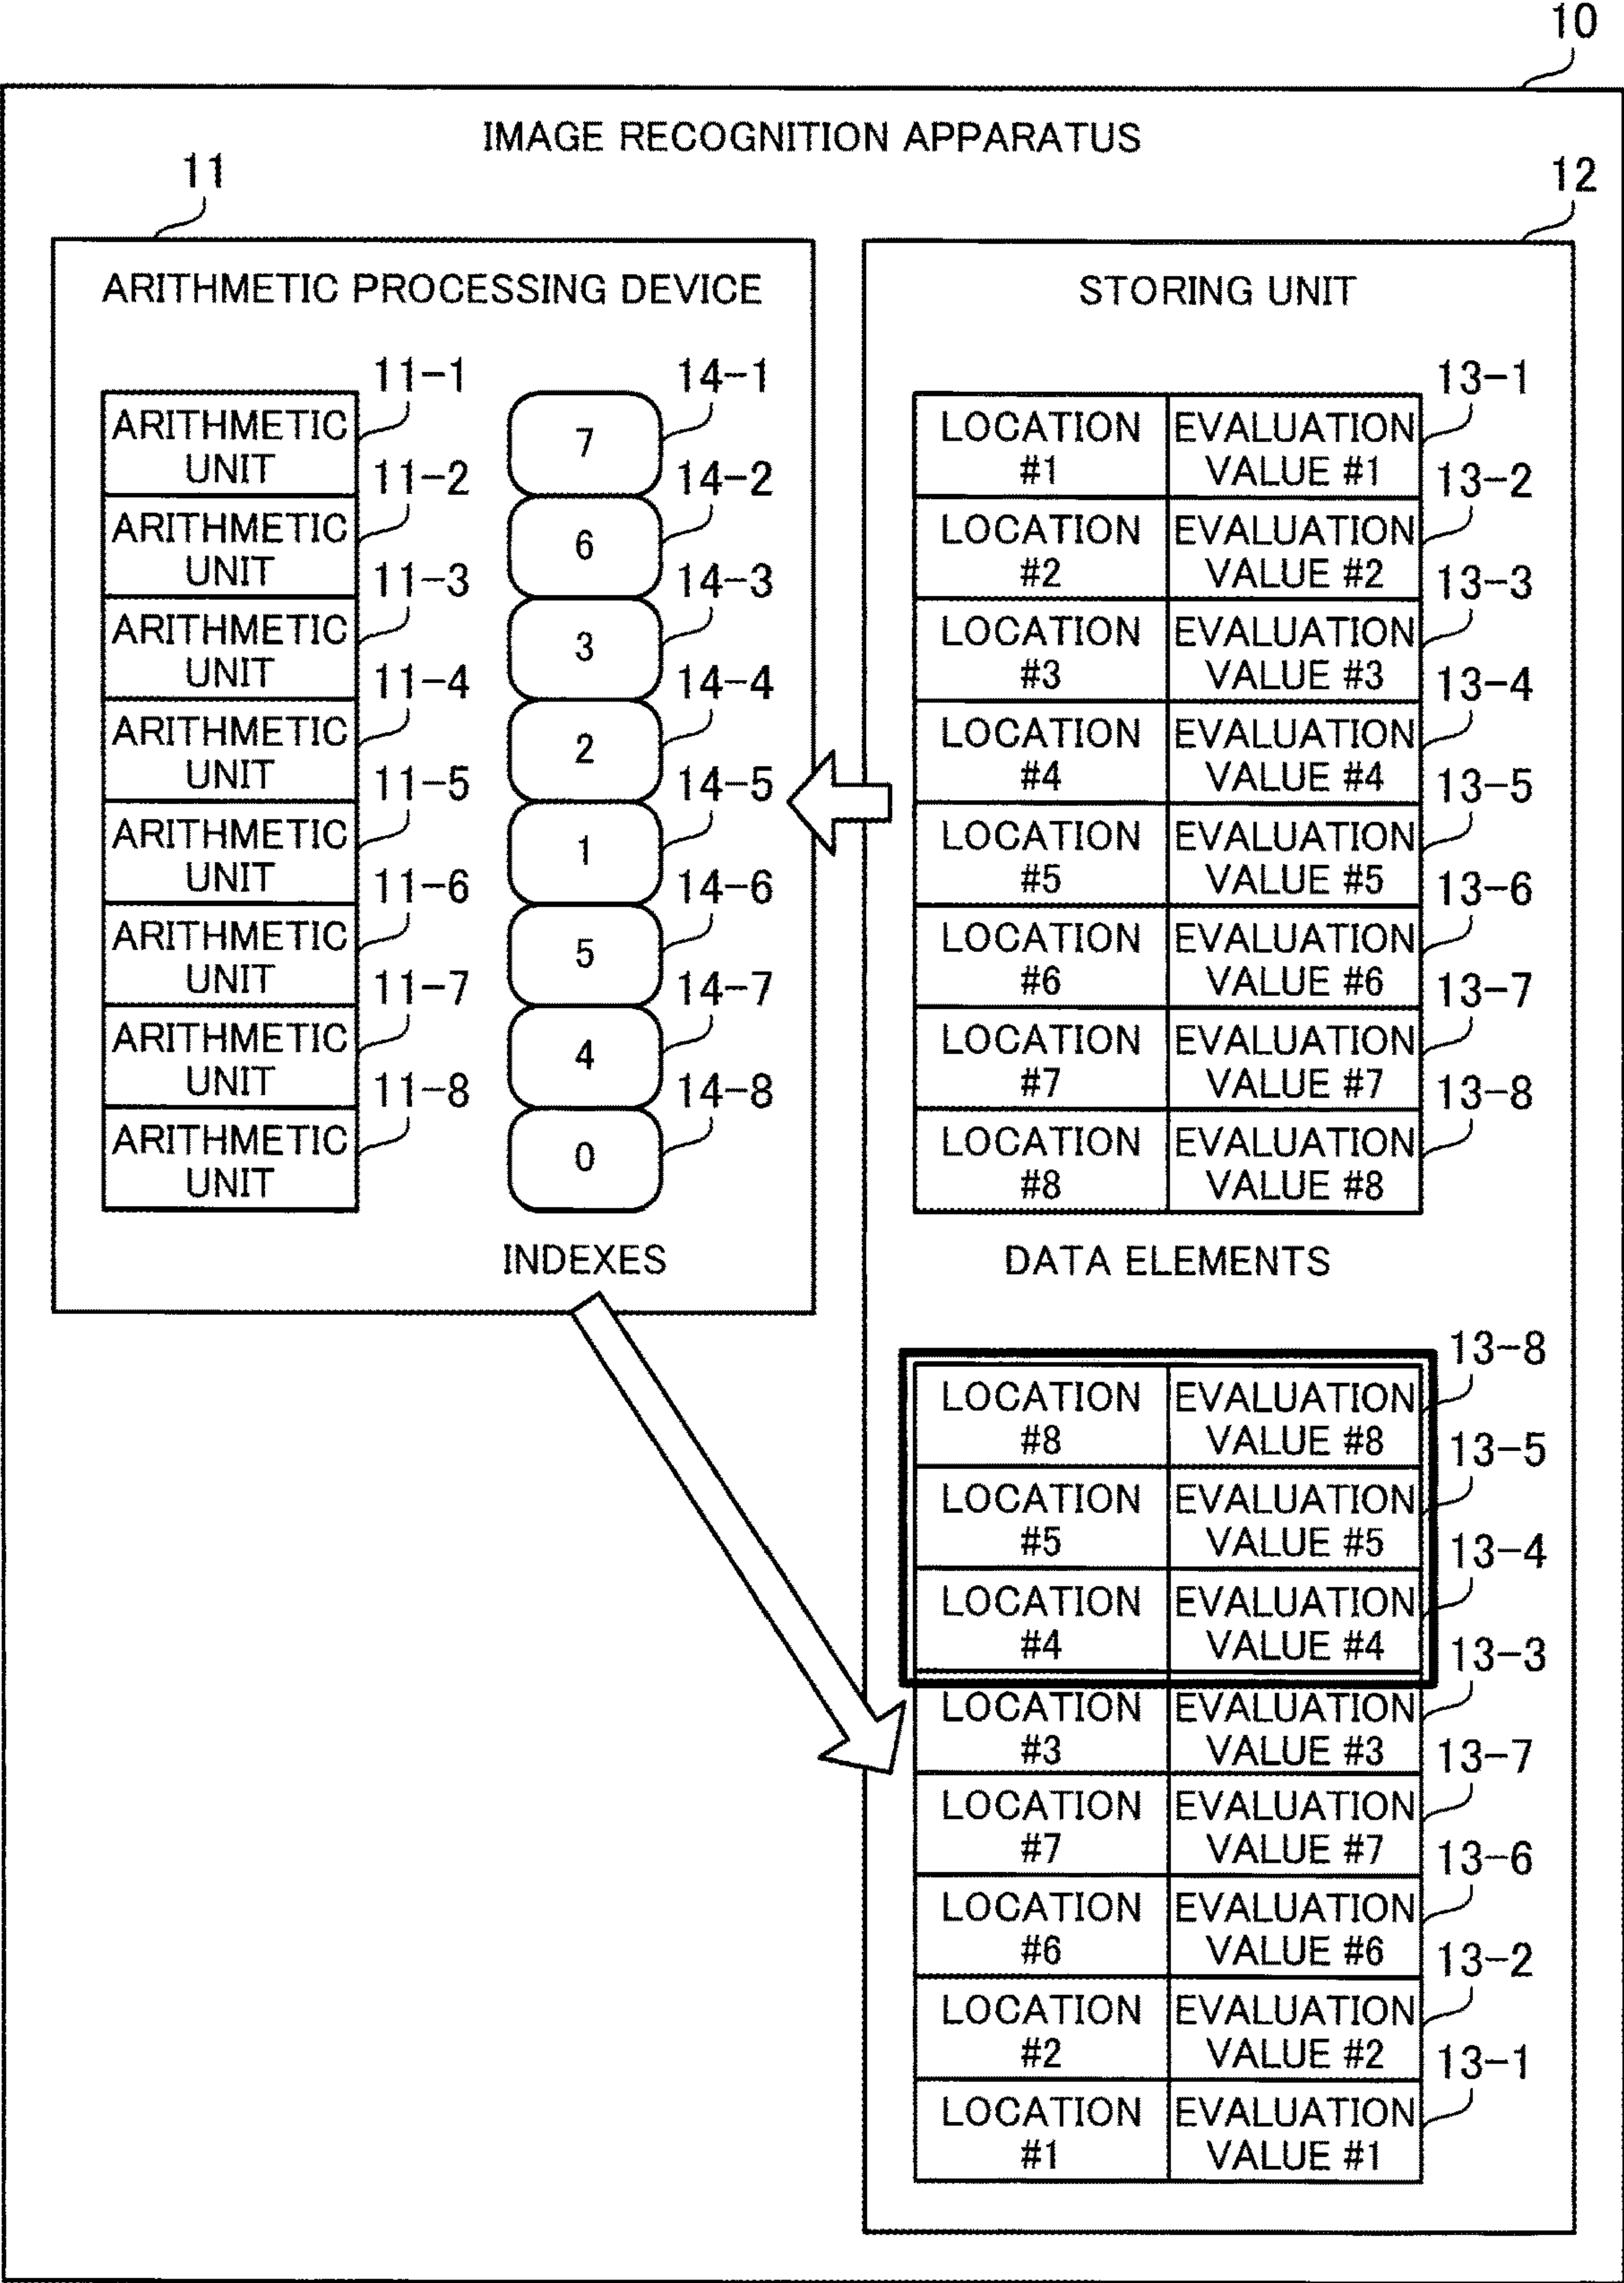 10
IMAGE RECOGNITION APPARATUS
11
12
ARITHMETIC PROCESSING DEVICE
ARITHMETIC
UNIT
11-1
ARITHMETIC
UNIT
11-2
ARITHMETIC
UNIT
11-3
ARITHMETIC
UNIT
11-4
ARITHMETIC
UNIT
11-5
ARITHMETIC
UNIT
11-6
ARITHMETIC
UNIT
11-7
ARITHMETIC
UNIT
11-8
7
14-1
6
14-2
3
14-3
2
14-4
1
14-5
5
14-6
4
14-7
0
14-8
INDEXES
STORING UNIT
LOCATION
#1
EVALUATION
VALUE #1
13-1
LOCATION
#2
EVALUATION
VALUE #2
13-2
LOCATION
#3
EVALUATION
VALUE #3
13-3
LOCATION
#4
EVALUATION
VALUE #4
13-4
LOCATION
#5
EVALUATION
VALUE #5
13-5
LOCATION
#6
EVALUATION
VALUE #6
13-6
LOCATION
#7
EVALUATION
VALUE #7
13-7
LOCATION
#8
EVALUATION
VALUE #8
13-8
DATA ELEMENTS
LOCATION
#8
EVALUATION
VALUE #8
13-8
LOCATION
#5
EVALUATION
VALUE #5
13-5
LOCATION
#4
EVALUATION
VALUE #4
13-4
LOCATION
#3
EVALUATION
VALUE #3
13-3
LOCATION
#7
EVALUATION
VALUE #7
13-7
LOCATION
#6
EVALUATION
VALUE #6
13-6
LOCATION
#2
EVALUATION
VALUE #2
13-2
LOCATION
#1
EVALUATION
VALUE #1
13-1